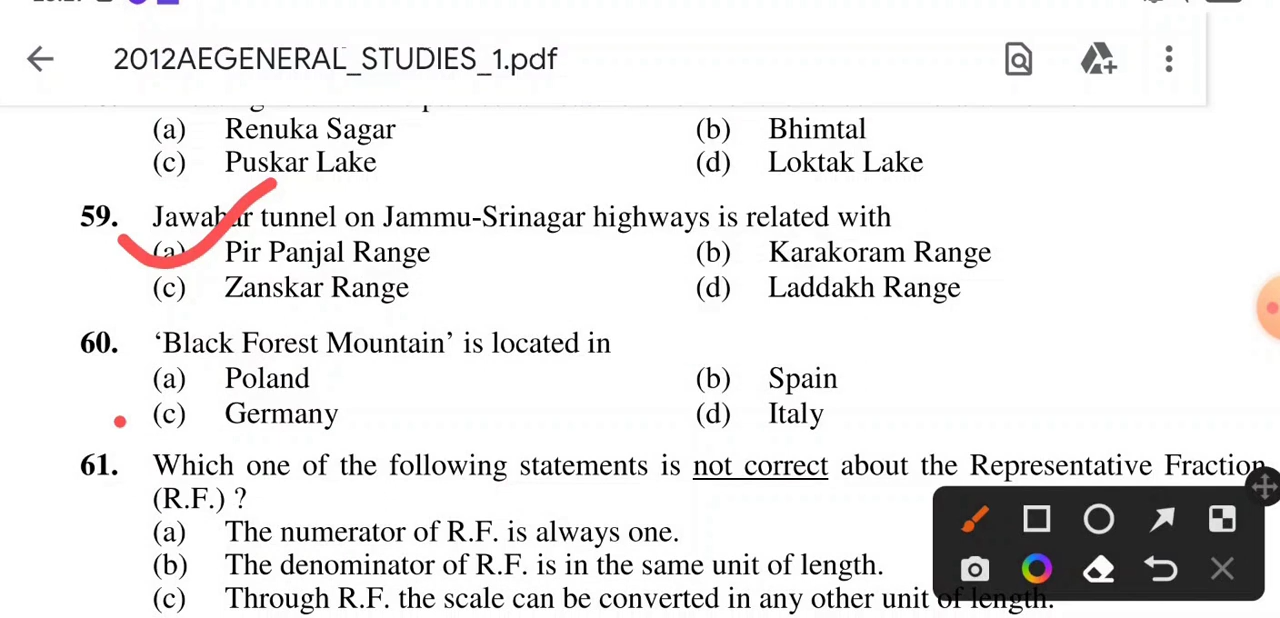 2012AEGENERAL_STUDIES_1.pdf
(a) Renuka Sagar (b) Bhimtal
(c) Puskar Lake (d) Loktak Lake
59. Jawahar tunnel on Jammu-Srinagar highways is related with
(a) Pir Panjal Range (b) Karakoram Range
(c) Zanskar Range (d) Laddakh Range
60. ‘Black Forest Mountain’ is located in
(a) Poland (b) Spain
(c) Germany (d) Italy
61. Which one of the following statements is not correct about the Representative Fraction
(R.F.) ?
(a) The numerator of R.F. is always one.
(b) The denominator of R.F. is in the same unit of length.
(c) Through R.F. the scale can be converted in any other unit of length.